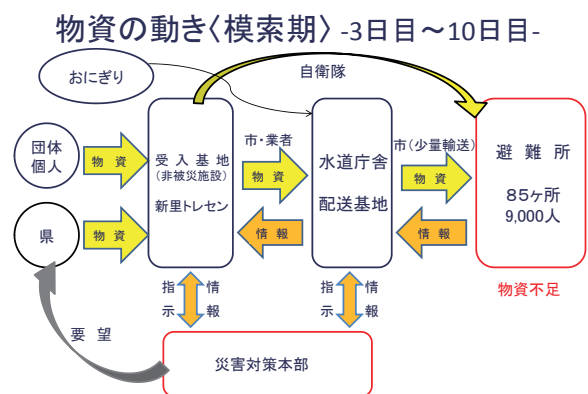 物資の動き〈模索期〉-3日目～10日目-
おにぎり
自衛隊
団体
個人
物資
受入基地
(非被災施設)
新里トレセン
市・業者
物資
水道庁舎
配送基地
市(少量輸送)
物資
避難所
85ヶ所
9,000人
県
物資
情報
情報
物資不足
指示
情報
指示
情報
要望
災害対策本部